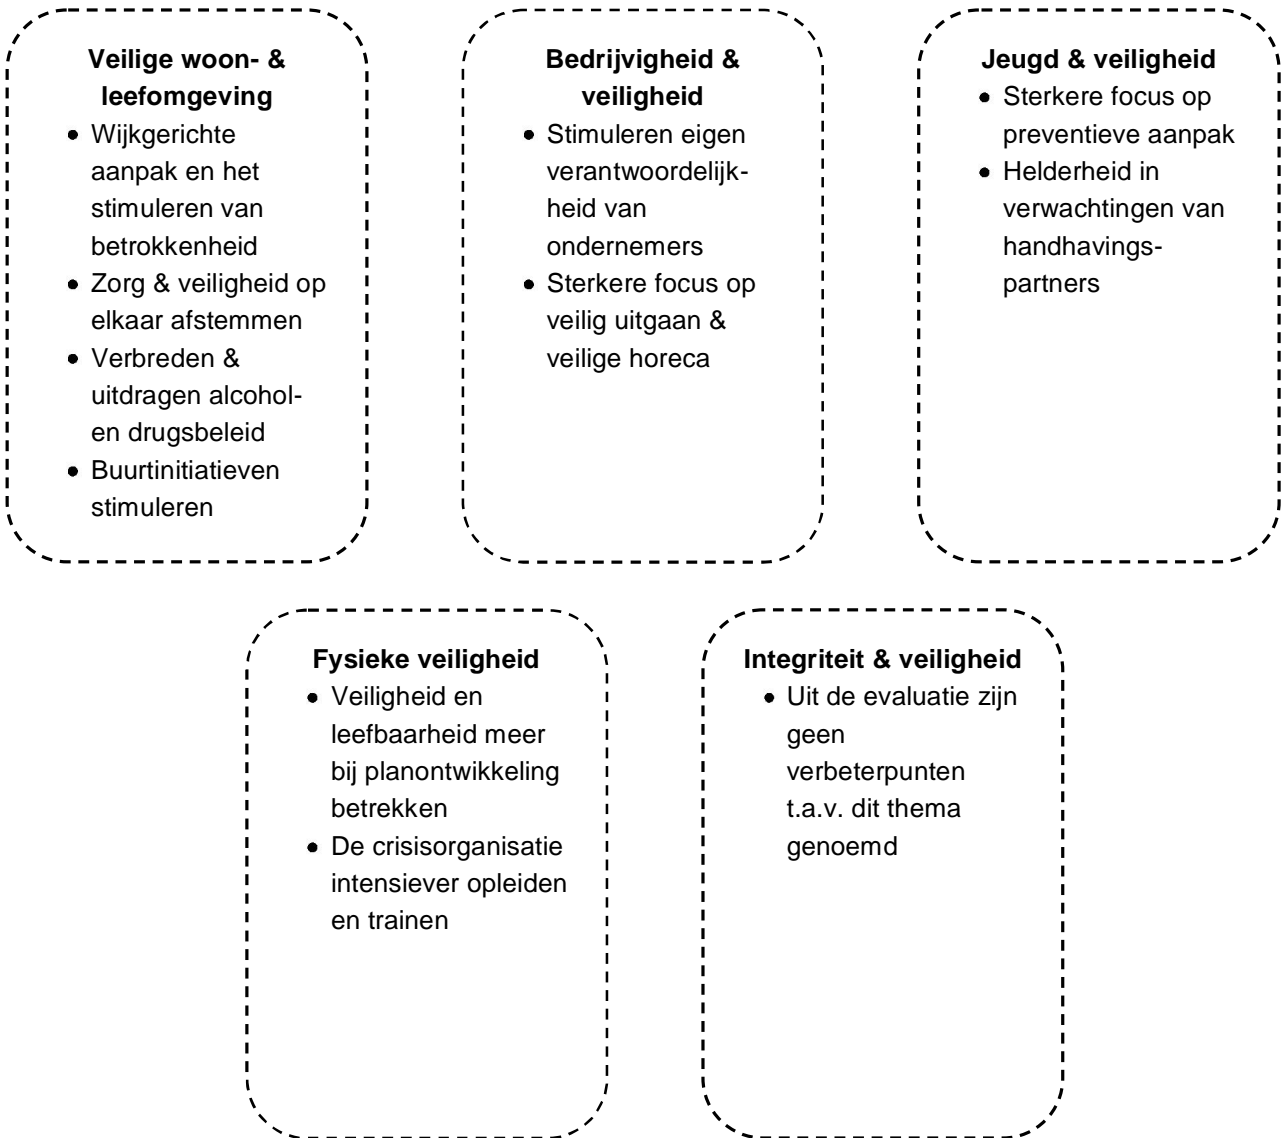 Veilige woon- &
leefomgeving
• Wijkgerichte
aanpak en het
stimuleren van
betrokkenheid
• Zorg & veiligheid op
elkaar afstemmen
• Verbreden &
uitdragen alcohol-
en drugsbeleid
• Buurtinitiatieven
stimuleren
Bedrijvigheid &
veiligheid
• Stimuleren eigen
verantwoordelijk-
heid van
ondernemers
• Sterkere focus op
veilig uitgaan &
veilige horeca
Jeugd & veiligheid
• Sterkere focus op
preventieve aanpak
• Helderheid in
verwachtingen van
handhavings-
partners
Fysieke veiligheid
• Veiligheid en
leefbaarheid meer
bij planontwikkeling
betrekken
• De crisisorganisatie
intensiever opleiden
en trainen
Integriteit & veiligheid
• Uit de evaluatie zijn
geen
verbeterpunten
t.a.v. dit thema
genoemd